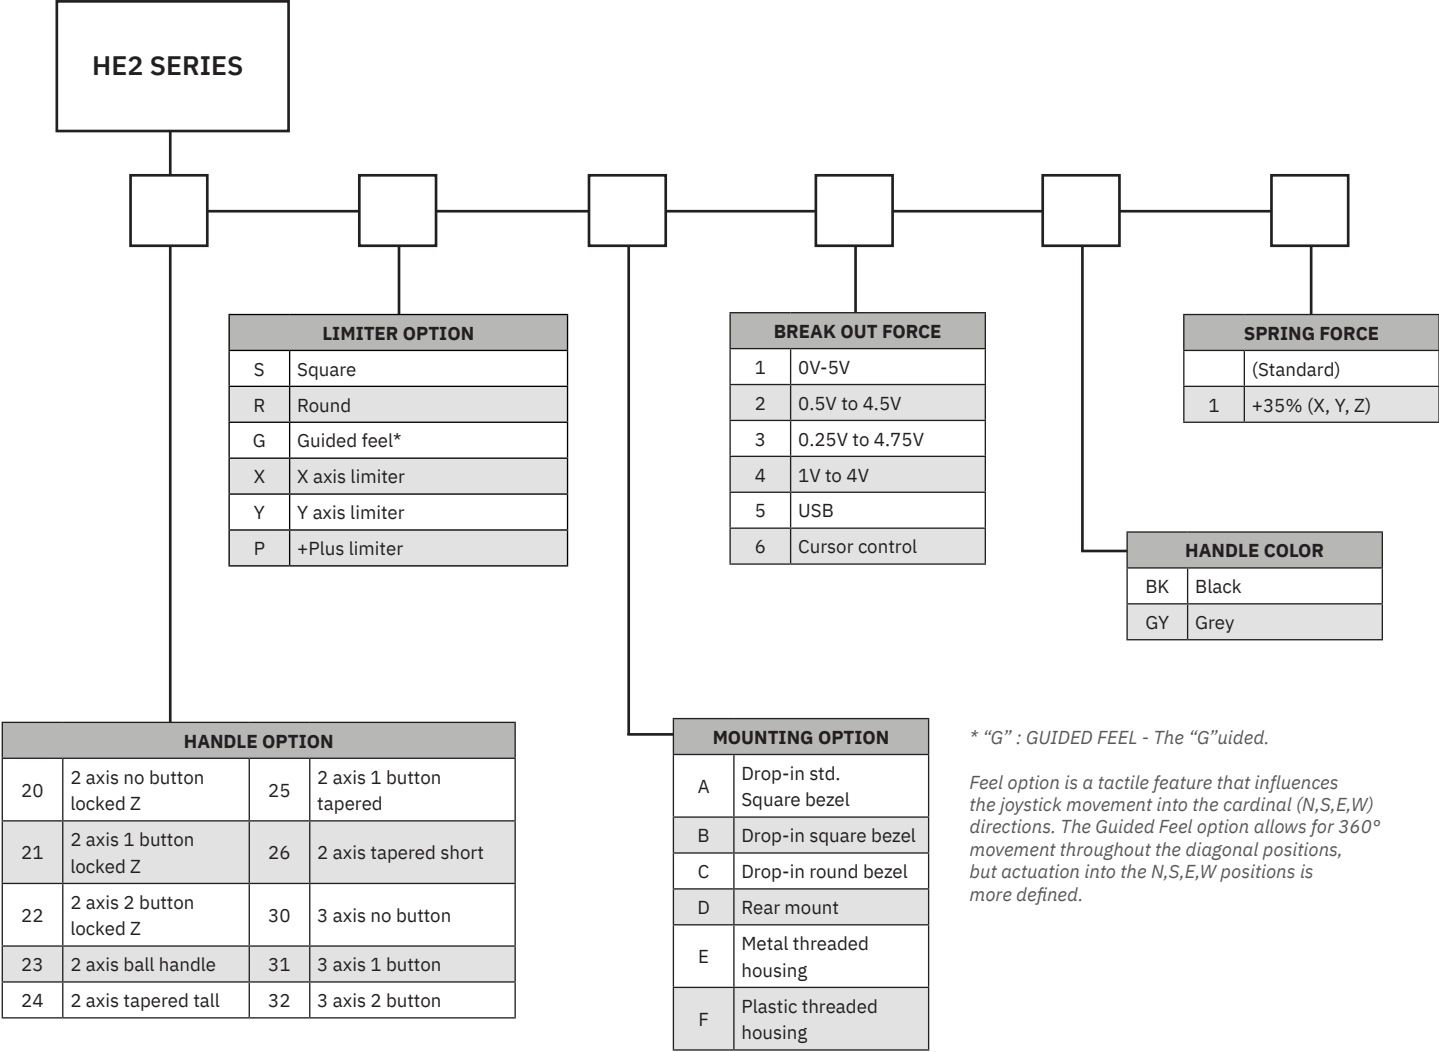 HE2 SERIES
LIMITER OPTION
S Square
R Round
G Guided feel*
X X axis limiter
Y Y axis limiter
P +Plus limiter
BREAK OUT FORCE
1 0V-5V
2 0.5V to 4.5V
3 0.25V to 4.75V
4 1V to 4V
5 USB
6 Cursor control
SPRING FORCE
(Standard)
1 +35% (X, Y, Z)
HANDLE COLOR
BK Black
GY Grey
HANDLE OPTION
20 2 axis no button
locked Z
25 2 axis 1 button
tapered
21 2 axis 1 button
locked Z
26 2 axis tapered short
22 2 axis 2 button
locked Z
30 3 axis no button
23 2 axis ball handle
31 3 axis 1 button
24 2 axis tapered tall
32 3 axis 2 button
MOUNTING OPTION
A Drop-in std.
Square bezel
B Drop-in square bezel
C Drop-in round bezel
D Rear mount
E Metal threaded
housing
F Plastic threaded
housing
* “G” : GUIDED FEEL - The “G”uided.
Feel option is a tactile feature that influences
the joystick movement into the cardinal (N,S,E,W)
directions. The Guided Feel option allows for 360°
movement throughout the diagonal positions,
but actuation into the N,S,E,W positions is
more defined.